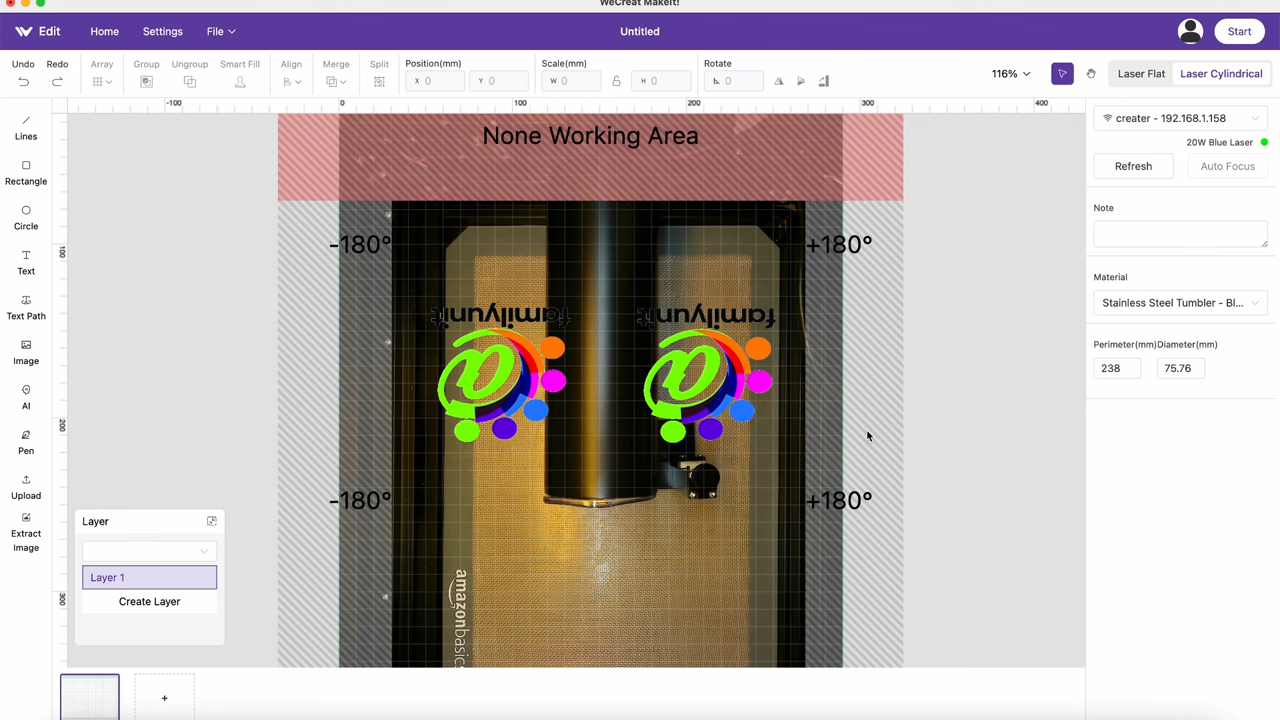 WeCreat MakeIt!
Edit Home Settings File Untitled Start
Undo Redo Array Group Ungroup Smart Fill Align Merge Split Position(mm) Scale(mm) Rotate
X 0 Y 0 W 0 H 0 0 116% Laser Flat Laser Cylindrical
-100 0 100 200 300 400
Lines
Rectangle
Circle
Text
Text Path
Image
AI
Pen
Upload
Extract
Image
100
200
300
None Working Area
-180° +180°
familyunit familyunit
@ @
-180° +180°
amazonbasics
Layer
Layer 1
Create Layer
+
creater - 192.168.1.158
20W Blue Laser
Refresh Auto Focus
Note
Material
Stainless Steel Tumbler - Bl...
Perimeter(mm) Diameter(mm)
238 75.76